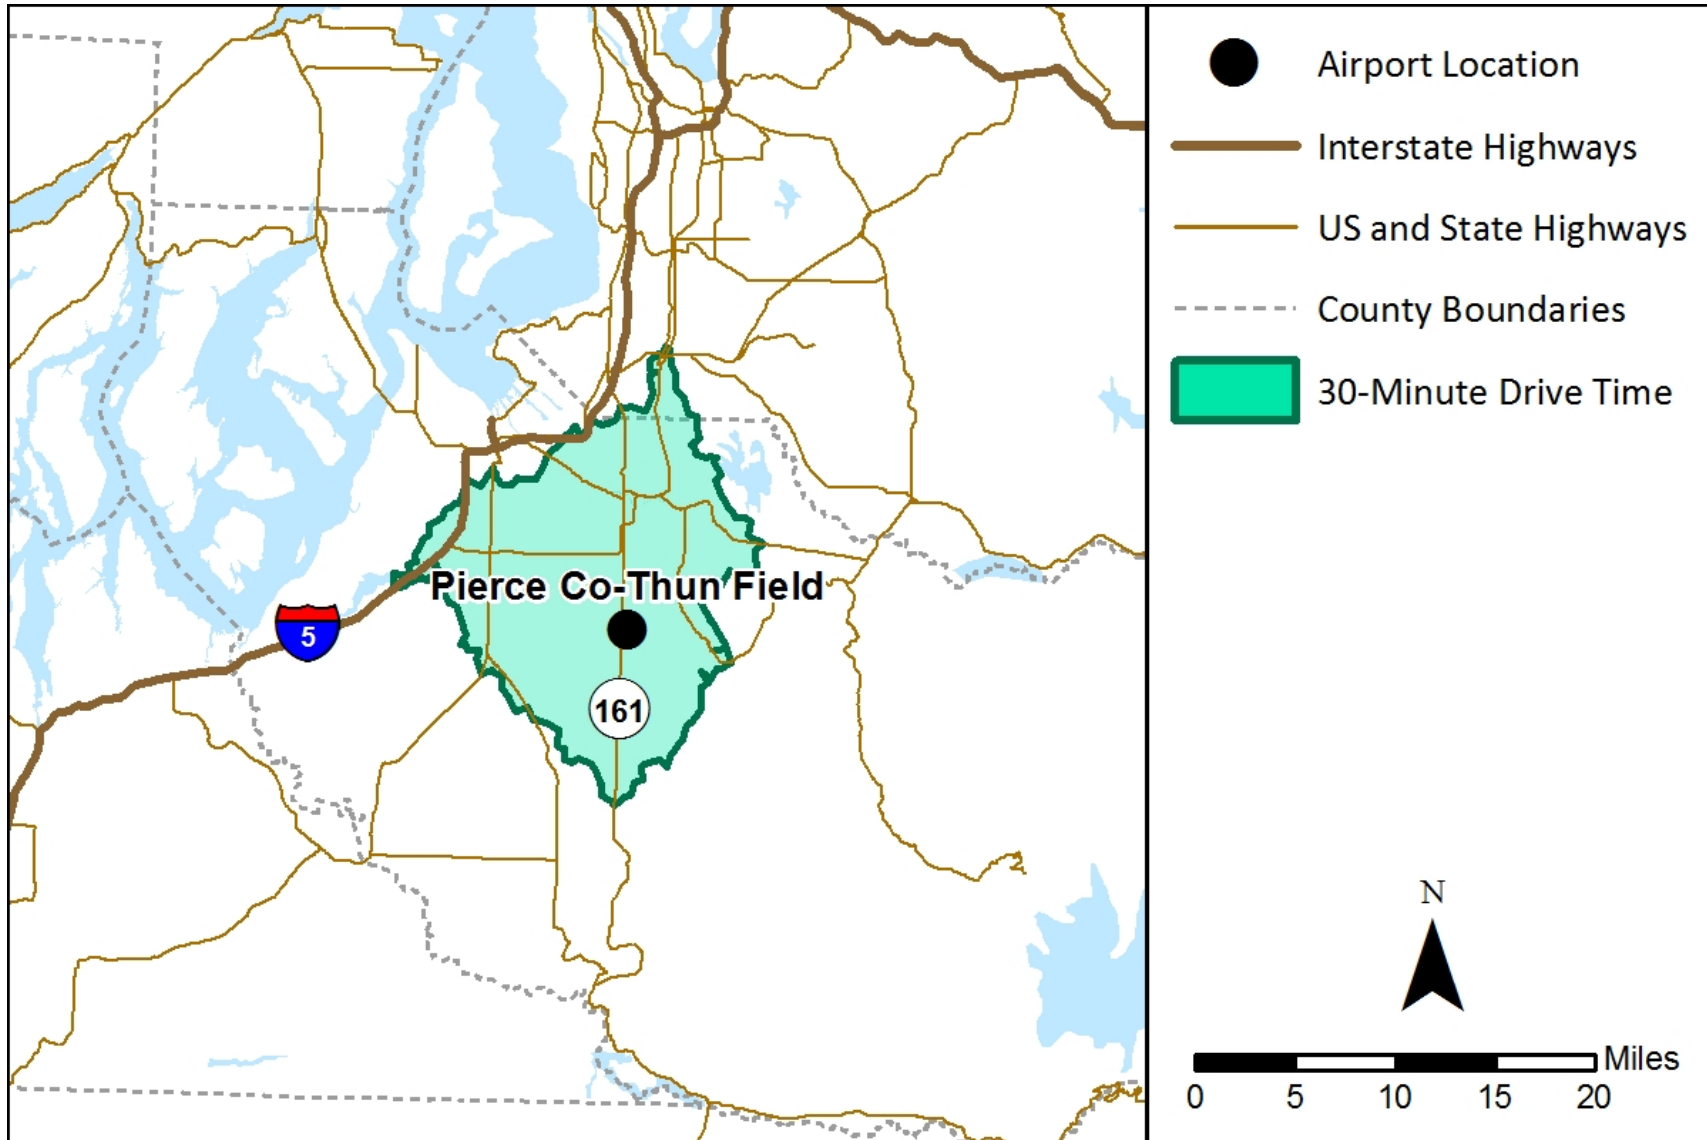 Airport Location
Interstate Highways
US and State Highways
County Boundaries
30-Minute Drive Time
Pierce Co-Thun Field
5
161
N
Miles
0 5 10 15 20